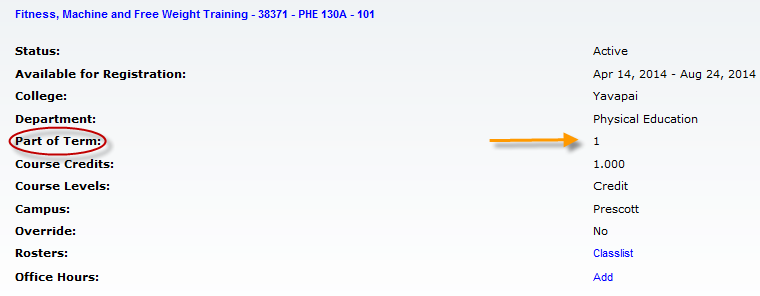 Fitness, Machine and Free Weight Training - 38371 - PHE 130A - 101
Status: Active
Available for Registration: Apr 14, 2014 - Aug 24, 2014
College: Yavapai
Department: Physical Education
Part of Term: 1
Course Credits: 1.000
Course Levels: Credit
Campus: Prescott
Override: No
Rosters: Classlist
Office Hours: Add